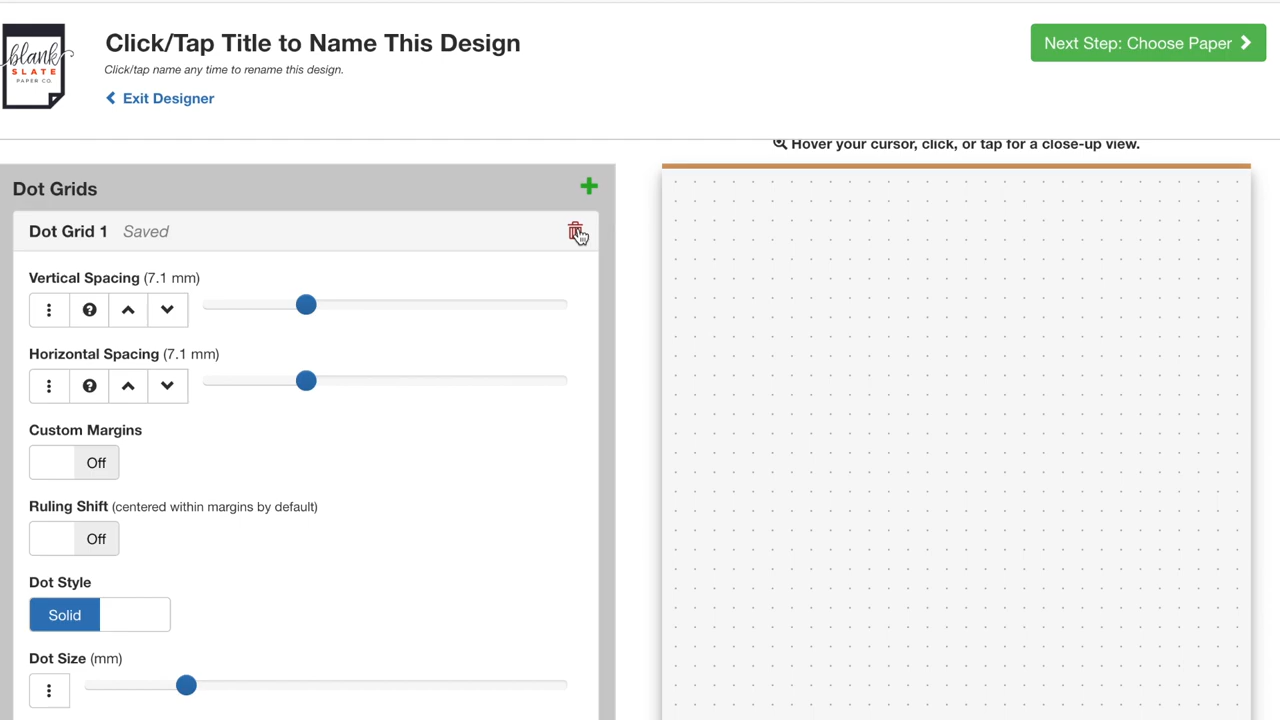 blank
SLATE
PAPER CO.
Click/Tap Title to Name This Design
Click/tap name any time to rename this design.
Exit Designer
Next Step: Choose Paper
Hover your cursor, click, or tap for a close-up view.
Dot Grids
Dot Grid 1 Saved
Vertical Spacing (7.1 mm)
Horizontal Spacing (7.1 mm)
Custom Margins
Off
Ruling Shift (centered within margins by default)
Off
Dot Style
Solid
Dot Size (mm)